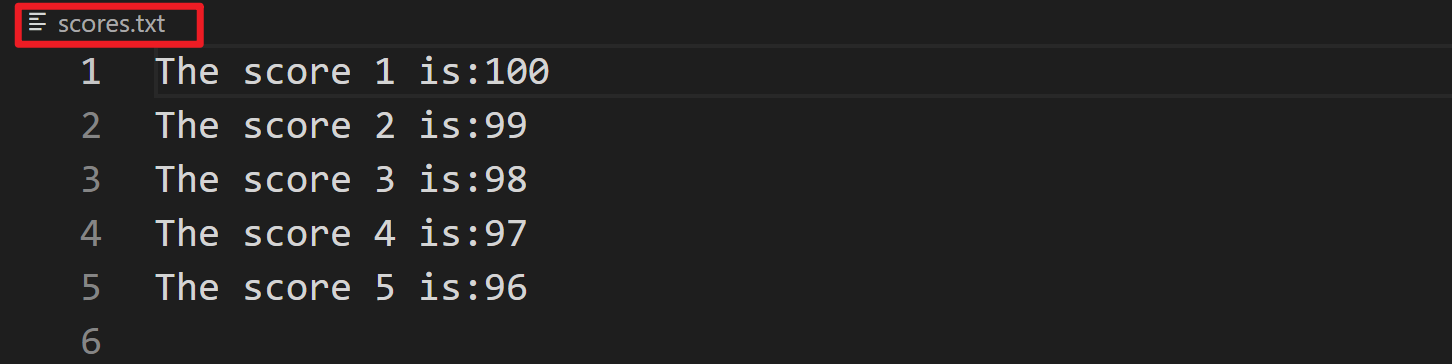 scores.txt
1 The score 1 is:100
2 The score 2 is:99
3 The score 3 is:98
4 The score 4 is:97
5 The score 5 is:96
6